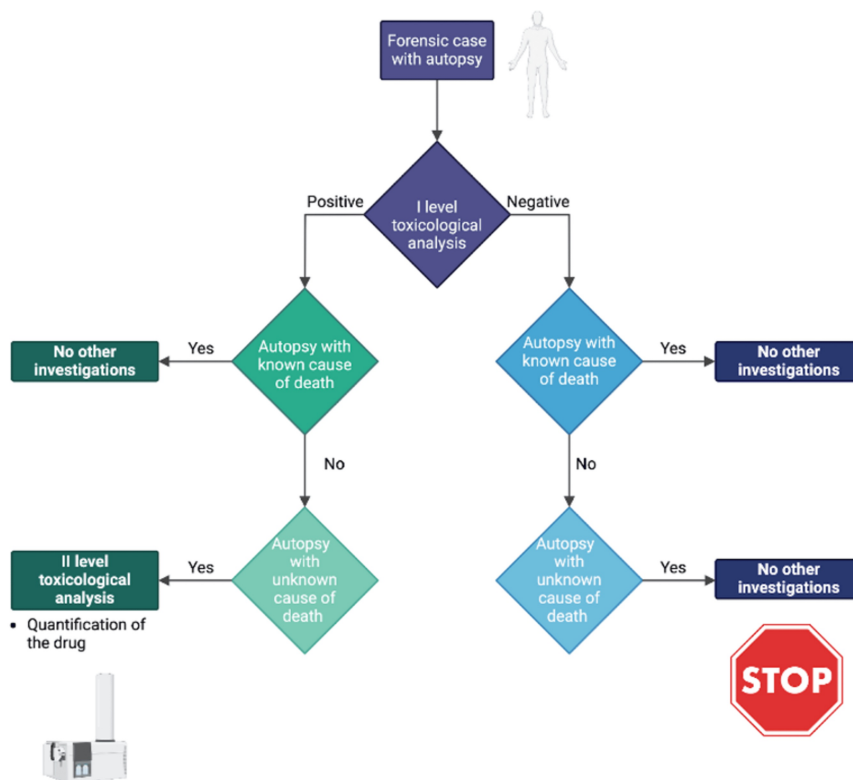 Forensic case
with autopsy
Positive
I level
toxicological
analysis
Negative
No other
investigations
Yes
Autopsy with
known cause
of death
Autopsy with
known cause
of death
Yes
No other
investigations
No
No
II level
toxicological
analysis
Yes
Autopsy
with
unknown
cause of
death
Autopsy
with
unknown
cause of
death
Yes
No other
investigations
• Quantification of
the drug
STOP